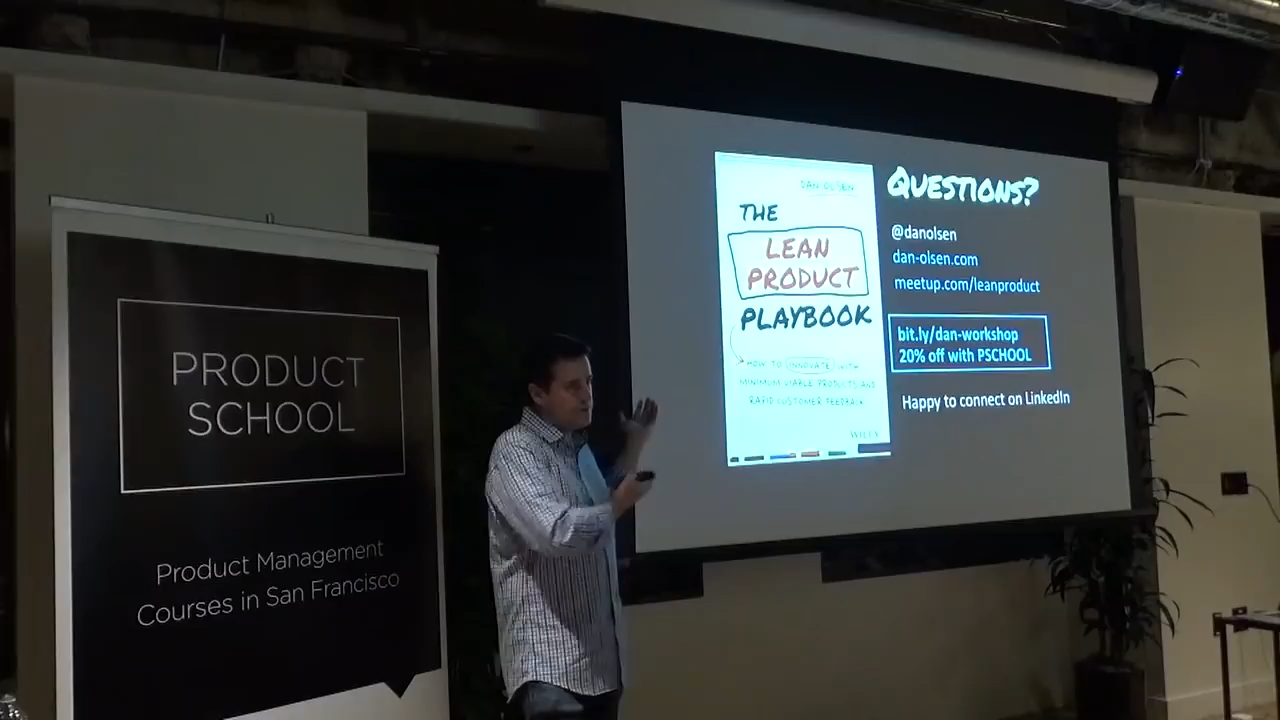 PRODUCT
SCHOOL
Product Management
Courses in San Francisco
DAN OLSEN
THE
LEAN
PRODUCT
PLAYBOOK
HOW TO INNOVATE WITH
MINIMUM VIABLE PRODUCTS AND
RAPID CUSTOMER FEEDBACK
WILEY
QUESTIONS?
@danolsen
dan-olsen.com
meetup.com/leanproduct
bit.ly/dan-workshop
20% off with PSCHOOL
Happy to connect on LinkedIn